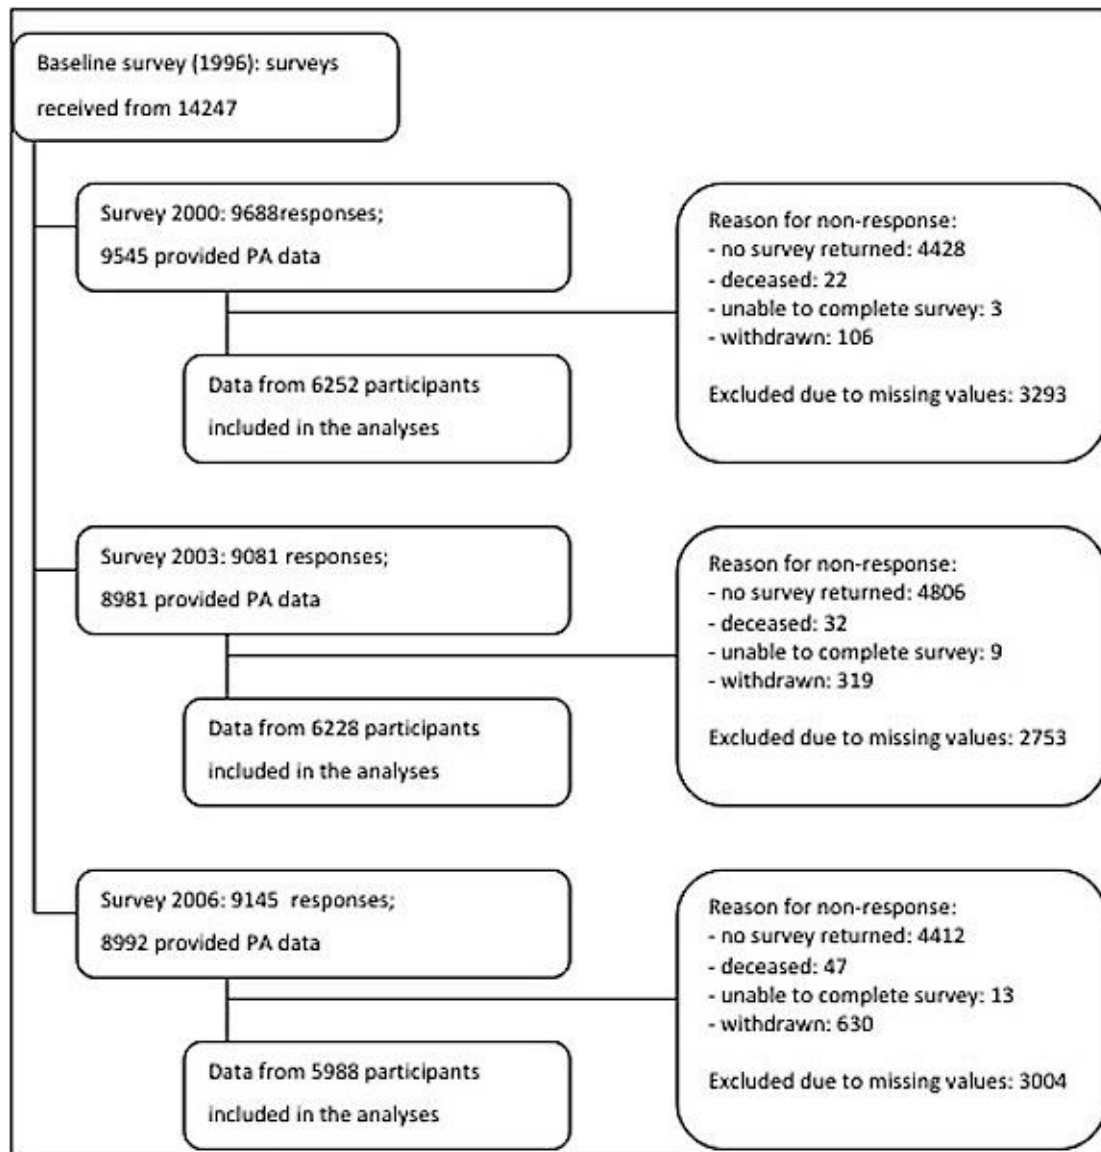 Baseline survey (1996): surveys
received from 14247
Survey 2000: 9688responses;
9545 provided PA data
Reason for non-response:
- no survey returned: 4428
- deceased: 22
- unable to complete survey: 3
- withdrawn: 106
Excluded due to missing values: 3293
Data from 6252 participants
included in the analyses
Survey 2003: 9081 responses;
8981 provided PA data
Reason for non-response:
- no survey returned: 4806
- deceased: 32
- unable to complete survey: 9
- withdrawn: 319
Excluded due to missing values: 2753
Data from 6228 participants
included in the analyses
Survey 2006: 9145 responses;
8992 provided PA data
Reason for non-response:
- no survey returned: 4412
- deceased: 47
- unable to complete survey: 13
- withdrawn: 630
Excluded due to missing values: 3004
Data from 5988 participants
included in the analyses